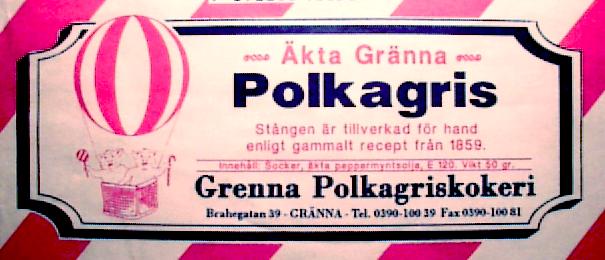 Äkta Gränna
Polkagris
Stången är tillverkad för hand
enligt gammalt recept från 1859.
Innehåll: Socker, äkta pepparmyntsolja, E 120. Vikt 50 gr.
Grenna Polkagriskokeri
Brahegatan 39 - GRÄNNA - Tel. 0390-100 39 Fax 0390-100 81